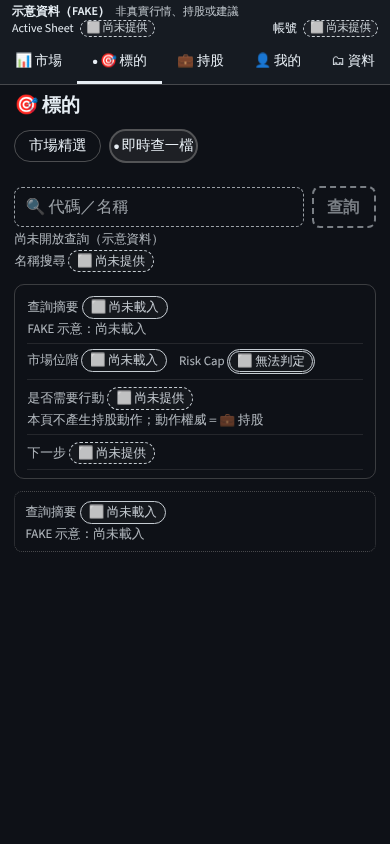 示意資料（FAKE） 非真實行情、持股或建議
Active Sheet 尚未提供 帳號 尚未提供
市場 標的 持股 我的 資料
標的
市場精選 即時查一檔
代碼／名稱 查詢
尚未開放查詢（示意資料）
名稱搜尋 尚未提供
查詢摘要 尚未載入
FAKE 示意：尚未載入
市場位階 尚未載入 Risk Cap 無法判定
是否需要行動 尚未提供
本頁不產生持股動作；動作權威＝ 持股
下一步 尚未提供
查詢摘要 尚未載入
FAKE 示意：尚未載入